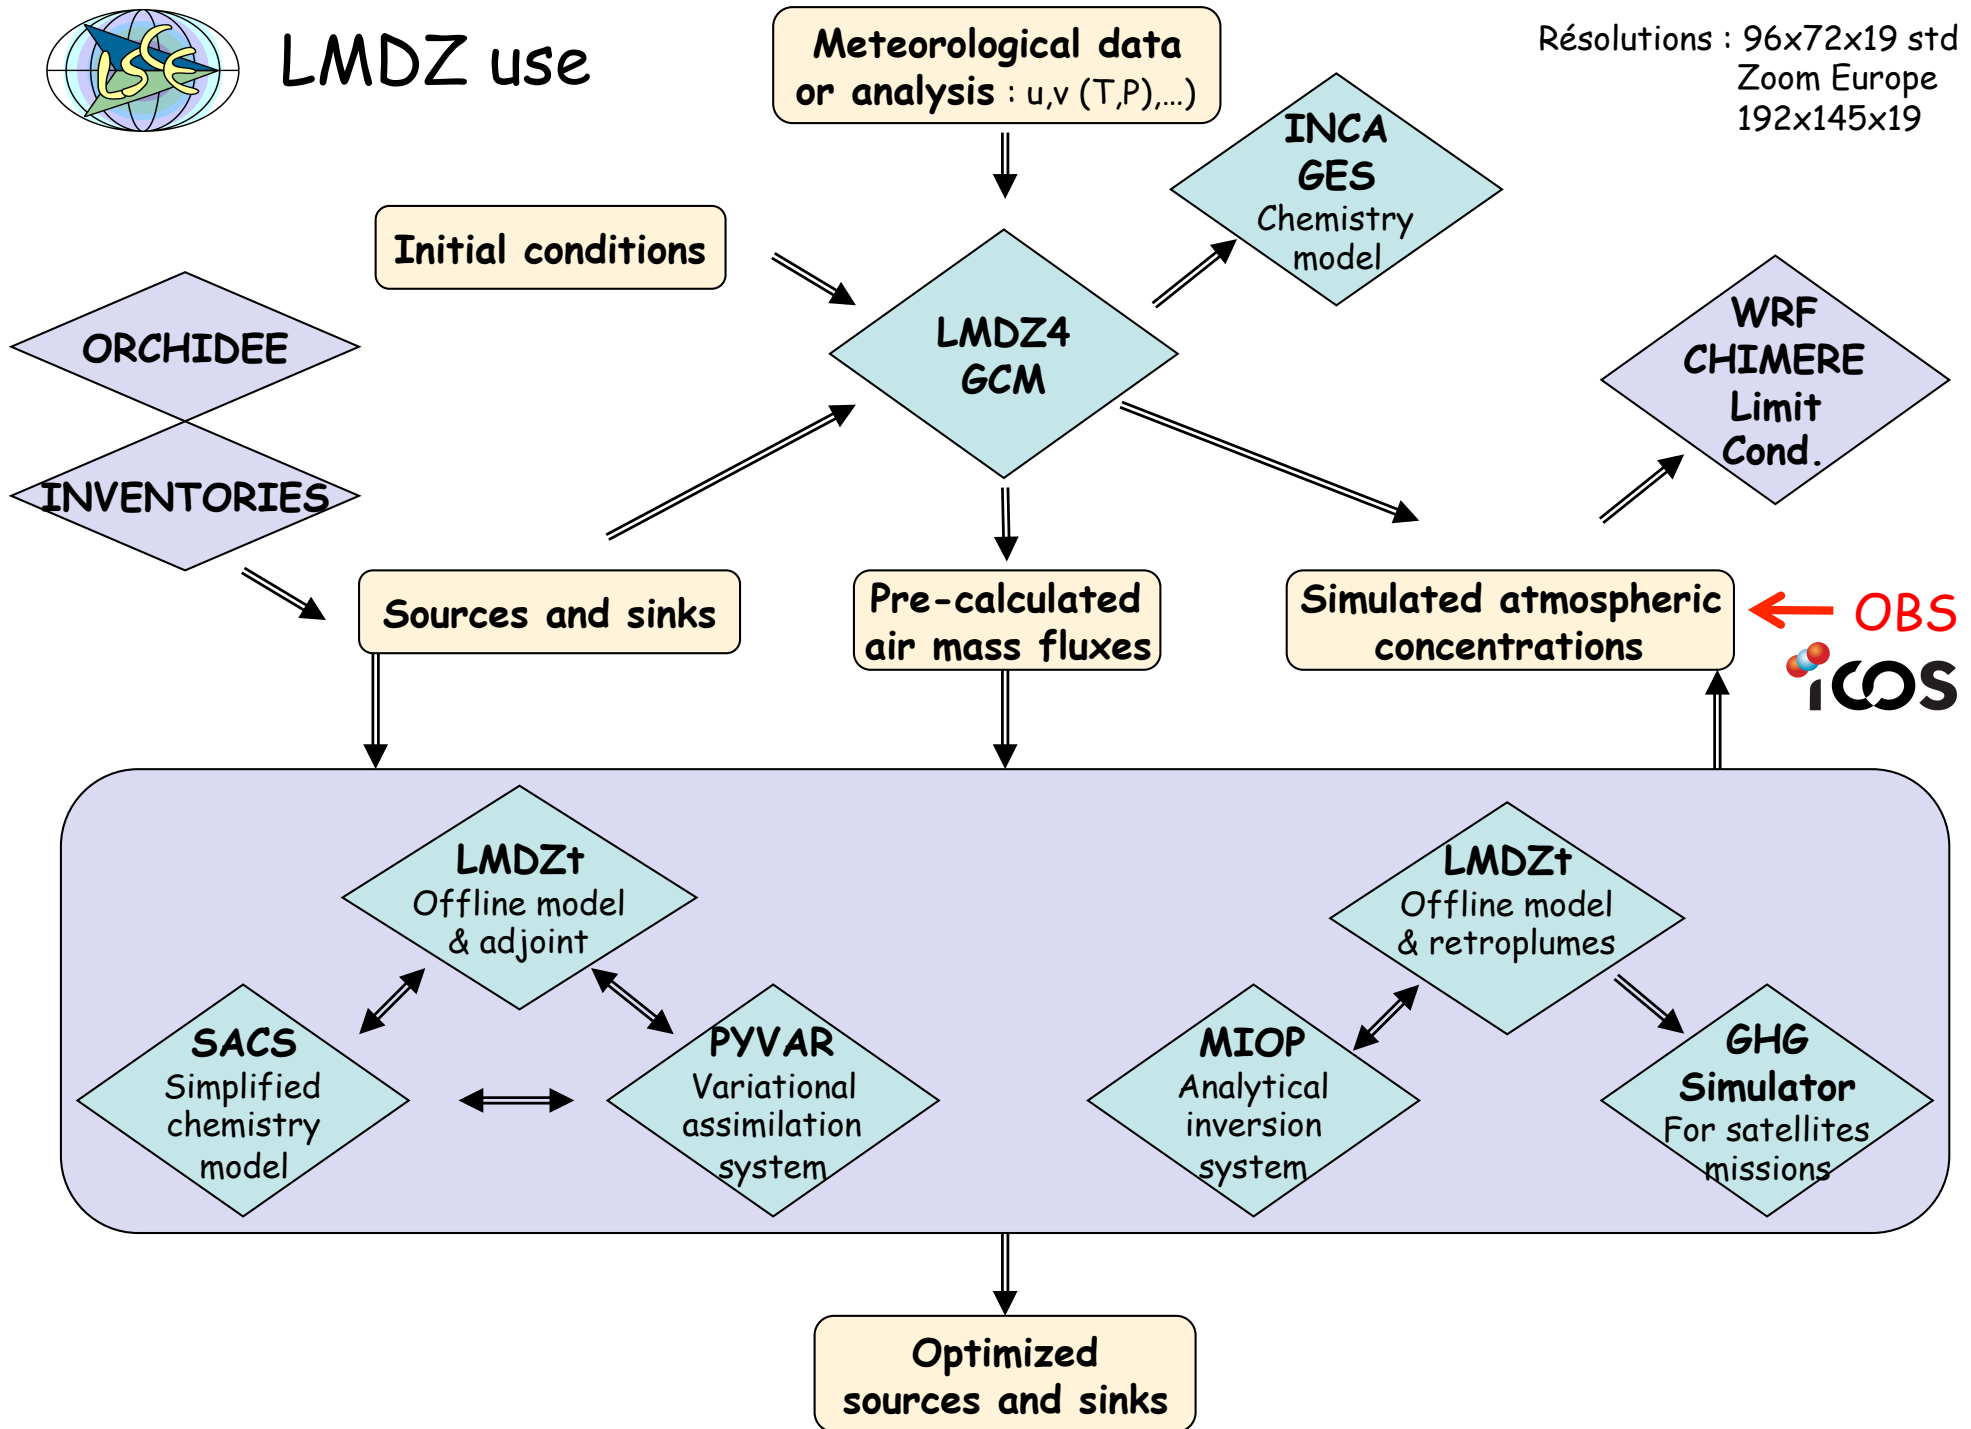 LSCE
LMDZ use
Meteorological data
or analysis : u,v (T,P),...)
Résolutions : 96x72x19 std
Zoom Europe
192x145x19
INCA
GES
Chemistry
model
Initial conditions
LMDZ4
GCM
ORCHIDEE
INVENTORIES
WRF
CHIMERE
Limit
Cond.
Sources and sinks
Pre-calculated
air mass fluxes
Simulated atmospheric
concentrations
OBS
icos
LMDZt
Offline model
& adjoint
LMDZt
Offline model
& retroplumes
SACS
Simplified
chemistry
model
PYVAR
Variational
assimilation
system
MIOP
Analytical
inversion
system
GHG
Simulator
For satellites
missions
Optimized
sources and sinks